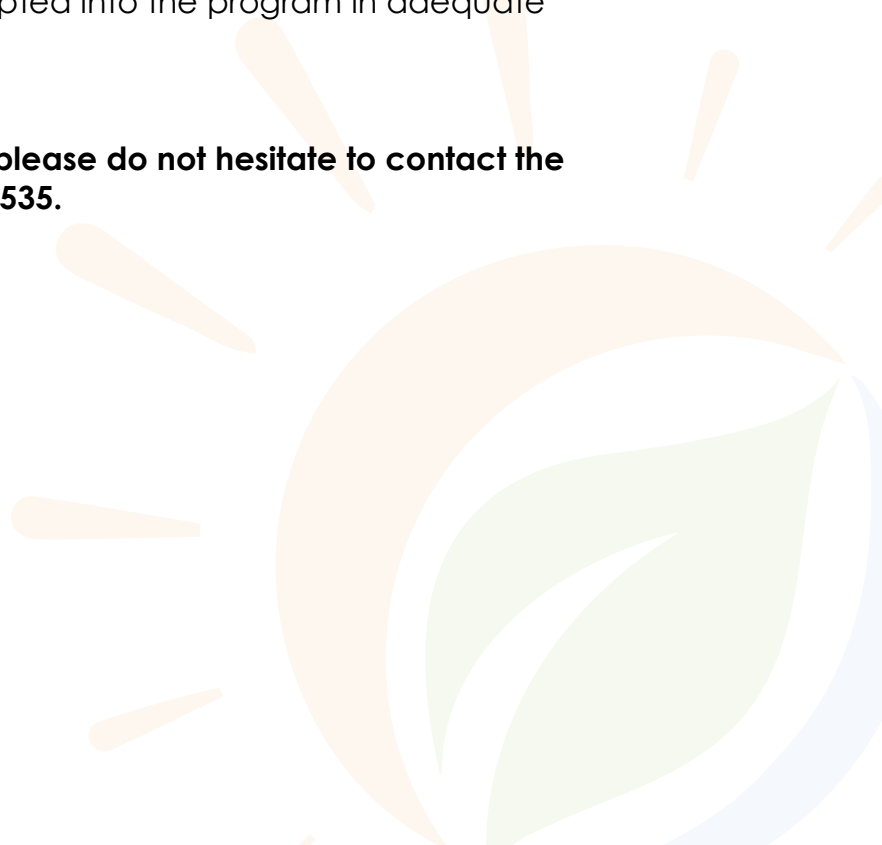 pted into the program in adequate
please do not hesitate to contact the
535.